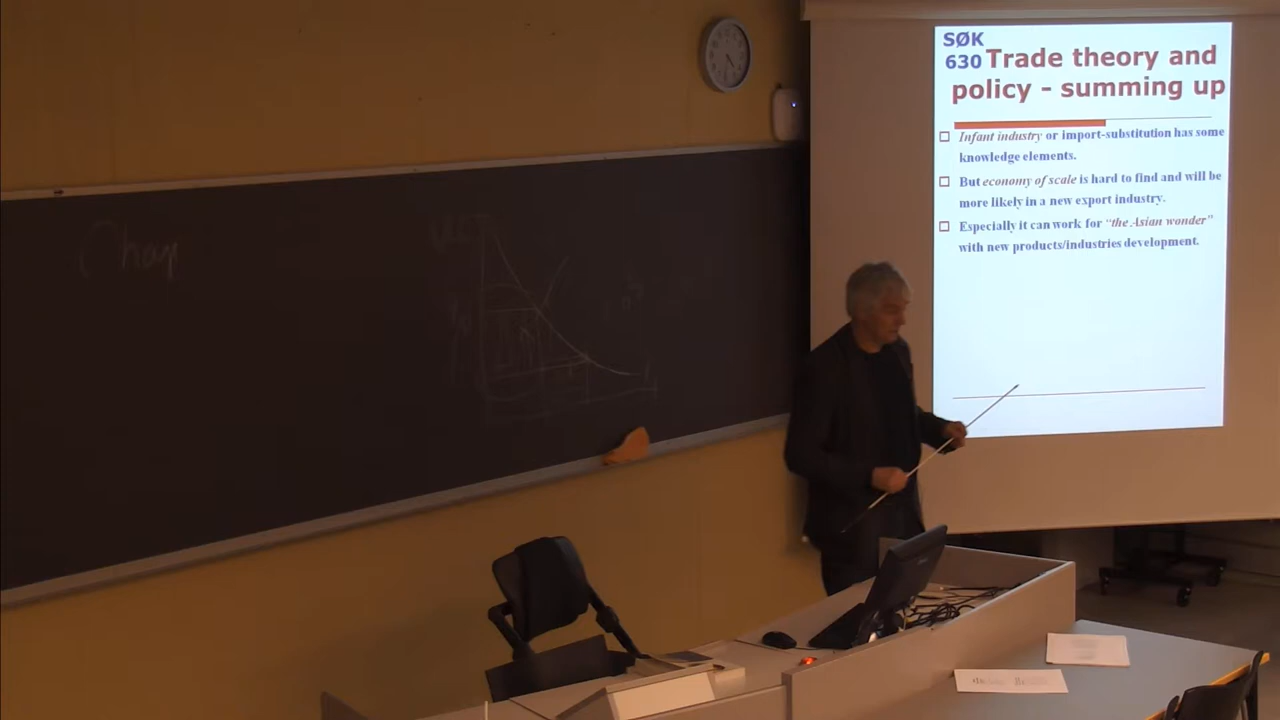 Chap
SØK
630 Trade theory and
policy - summing up
Infant industry or import-substitution has some
knowledge elements.
But economy of scale is hard to find and will be
more likely in a new export industry.
Especially it can work for "the Asian wonder"
with new products/industries development.